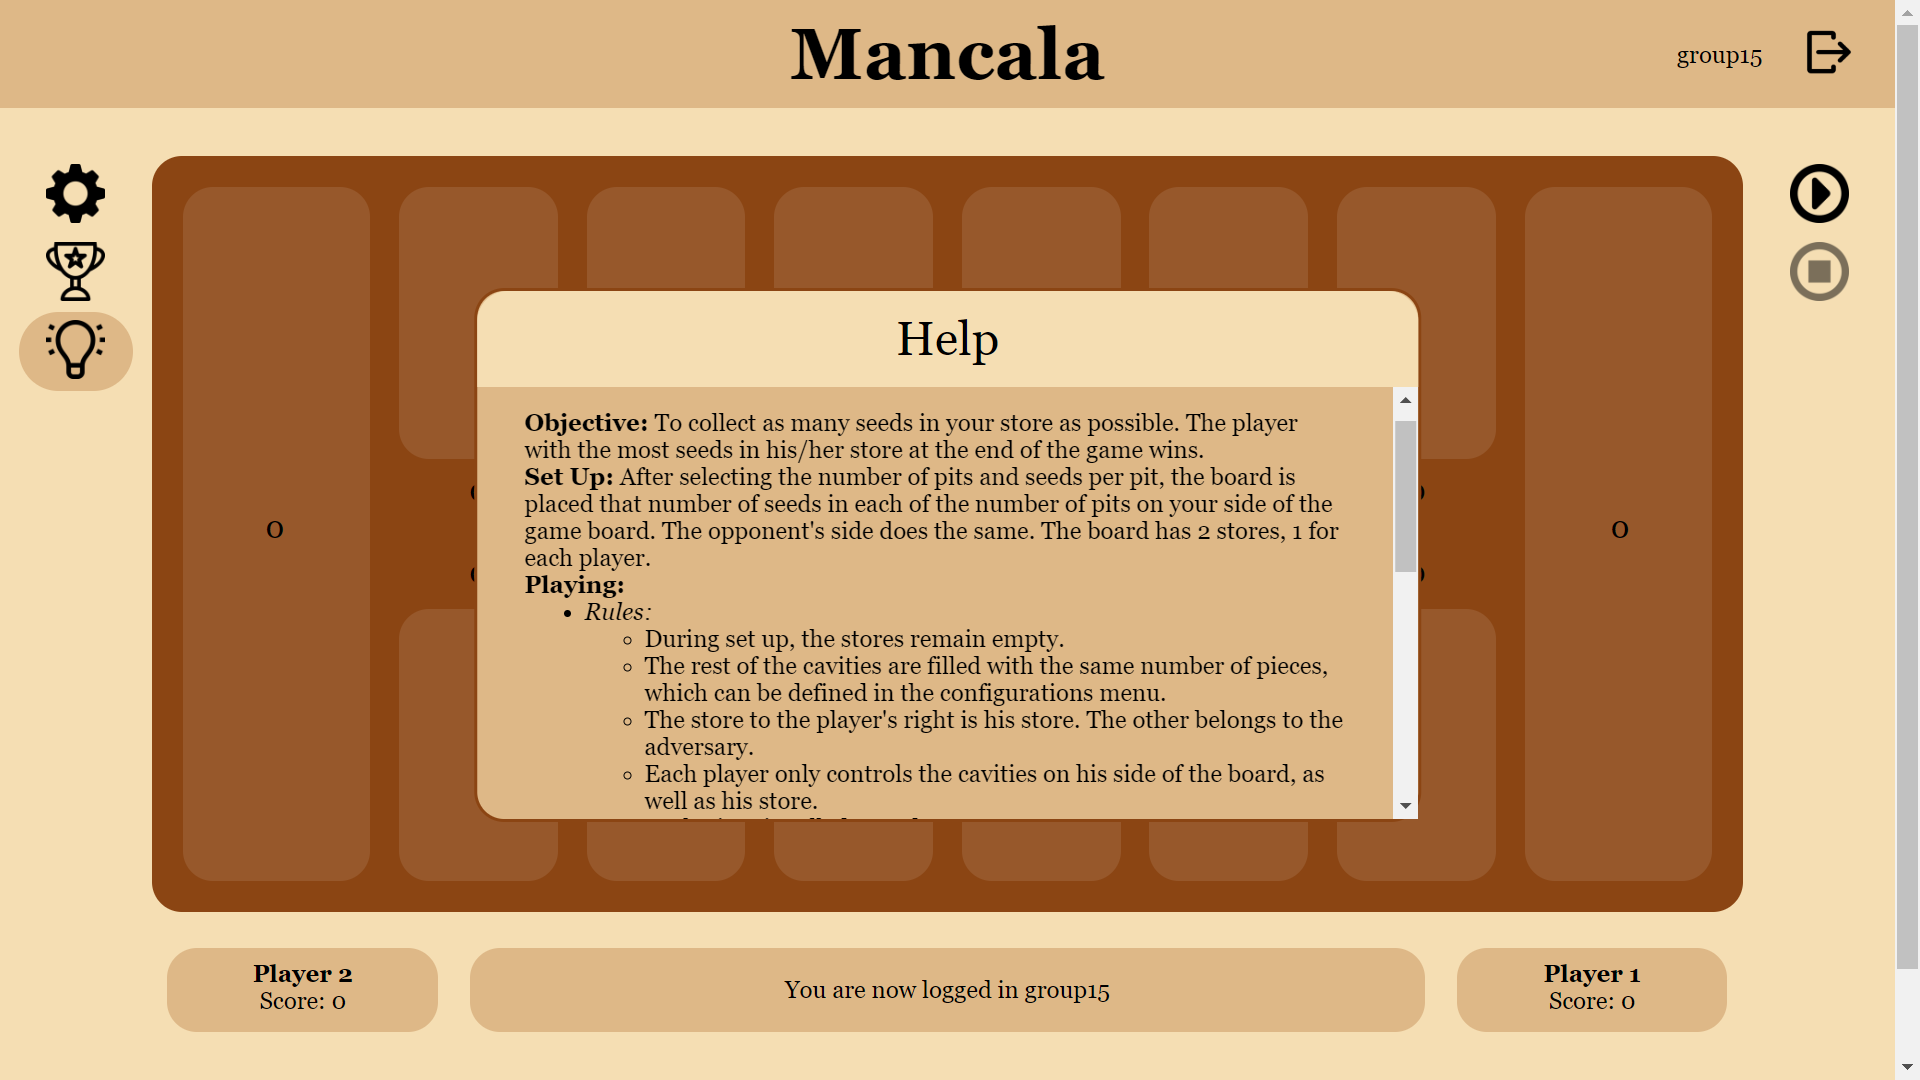 Mancala
group15
Help
Objective: To collect as many seeds in your store as possible. The player
with the most seeds in his/her store at the end of the game wins.
Set Up: After selecting the number of pits and seeds per pit, the board is
placed that number of seeds in each of the number of pits on your side of the
game board. The opponent's side does the same. The board has 2 stores, 1 for
each player.
Playing:
• Rules:
◦ During set up, the stores remain empty.
◦ The rest of the cavities are filled with the same number of pieces,
which can be defined in the configurations menu.
◦ The store to the player's right is his store. The other belongs to the
adversary.
◦ Each player only controls the cavities on his side of the board, as
well as his store.
0
0
Player 2
Score: 0
You are now logged in group15
Player 1
Score: 0